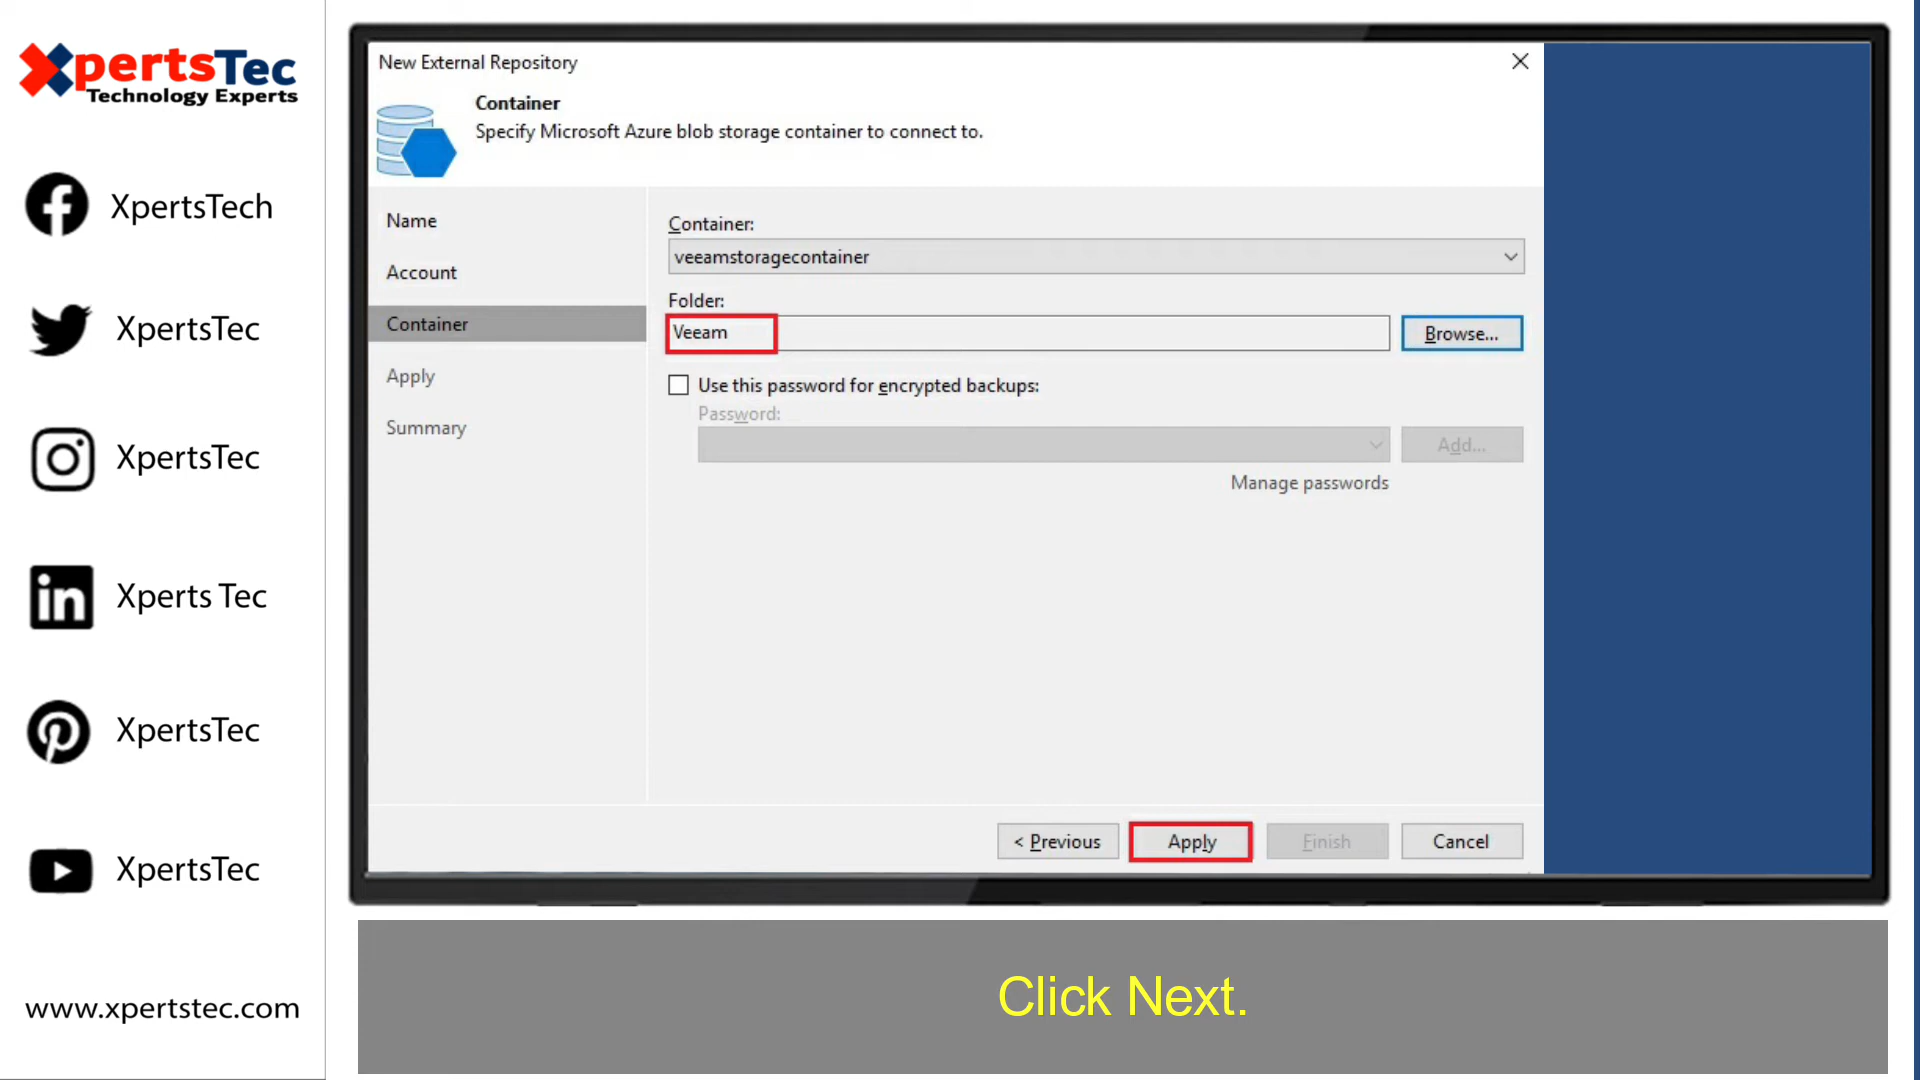 XpertsTec
Technology Experts
XpertsTech
XpertsTec
XpertsTec
Xperts Tec
XpertsTec
XpertsTec
www.xpertstec.com
New External Repository
Container
Specify Microsoft Azure blob storage container to connect to.
Name
Account
Container
Apply
Summary
Container:
veeamstoragecontainer
Folder:
Veeam
Browse...
Use this password for encrypted backups:
Password:
Add...
Manage passwords
< Previous
Apply
Finish
Cancel
Click Next.